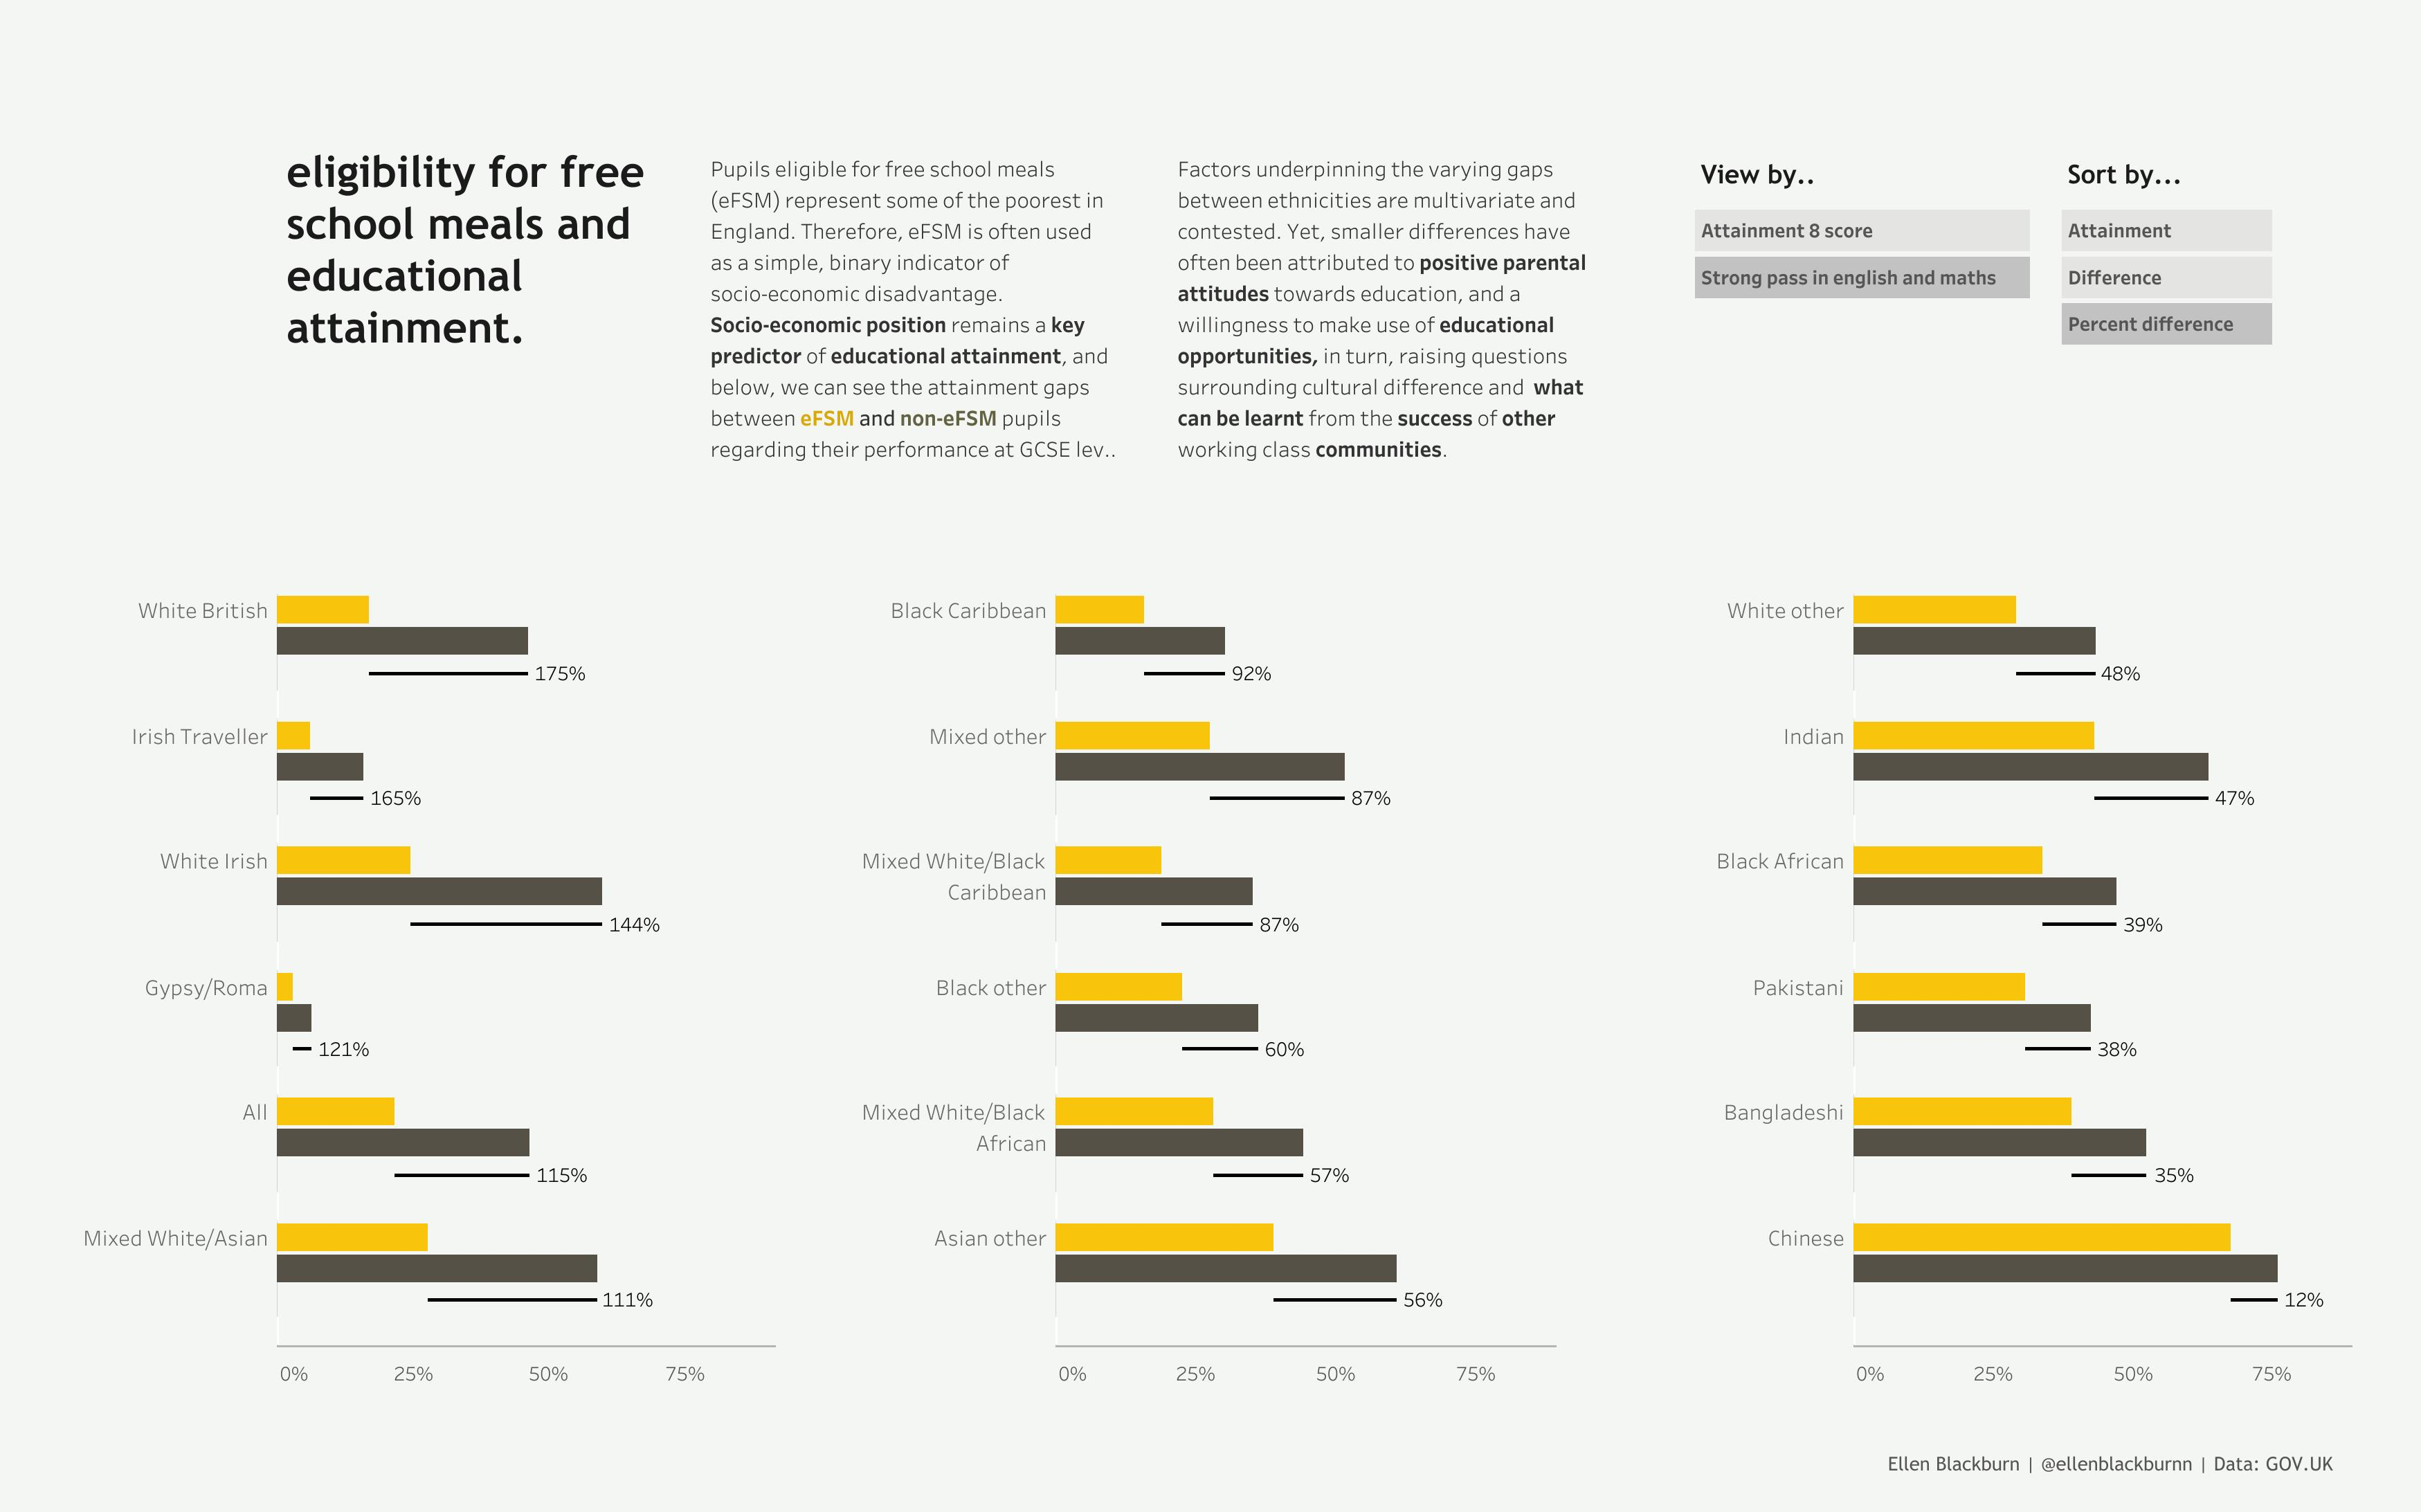 eligibility for free
school meals and
educational
attainment.
Pupils eligible for free school meals
(eFSM) represent some of the poorest in
England. Therefore, eFSM is often used
as a simple, binary indicator of
socio-economic disadvantage.
Socio-economic position remains a key
predictor of educational attainment, and
below, we can see the attainment gaps
between eFSM and non-eFSM pupils
regarding their performance at GCSE lev..
Factors underpinning the varying gaps
between ethnicities are multivariate and
contested. Yet, smaller differences have
often been attributed to positive parental
attitudes towards education, and a
willingness to make use of educational
opportunities, in turn, raising questions
surrounding cultural difference and what
can be learnt from the success of other
working class communities.
View by..
Attainment 8 score
Strong pass in english and maths
Sort by...
Attainment
Difference
Percent difference
White British
175%
Irish Traveller
165%
White Irish
144%
Gypsy/Roma
121%
All
115%
Mixed White/Asian
111%
0% 25% 50% 75%
Black Caribbean
92%
Mixed other
87%
Mixed White/Black
Caribbean
87%
Black other
60%
Mixed White/Black
African
57%
Asian other
56%
0% 25% 50% 75%
White other
48%
Indian
47%
Black African
39%
Pakistani
38%
Bangladeshi
35%
Chinese
12%
0% 25% 50% 75%
Ellen Blackburn | @ellenblackburnn | Data: GOV.UK